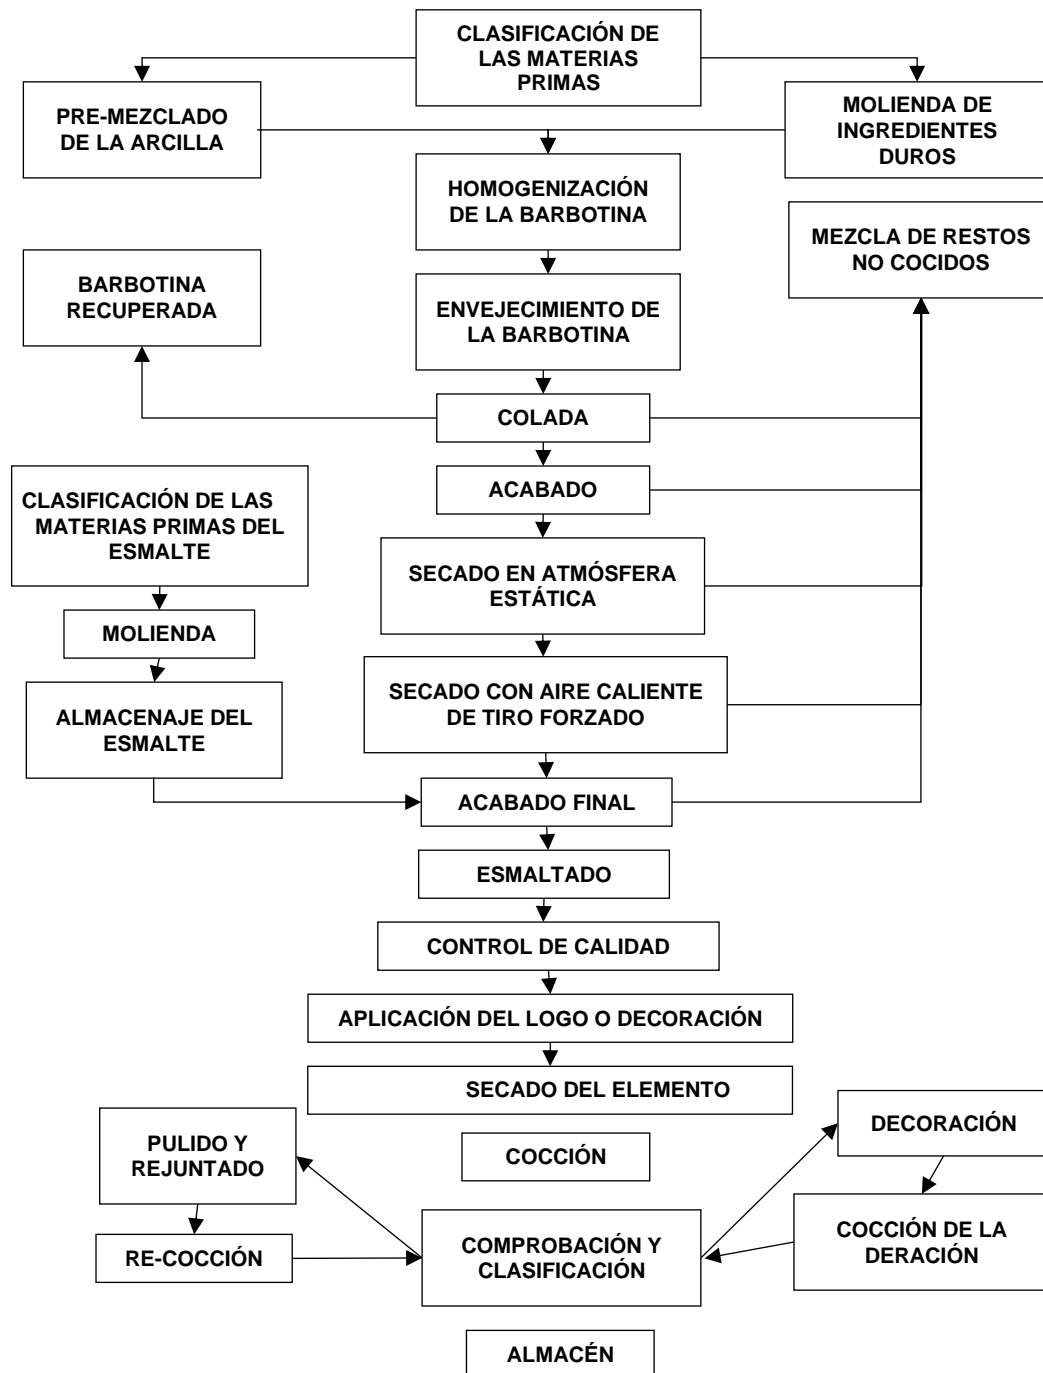 CLASIFICACIÓN DE
LAS MATERIAS
PRIMAS
PRE-MEZCLADO
DE LA ARCILLA
MOLIENDA DE
INGREDIENTES
DUROS
HOMOGENIZACIÓN
DE LA BARBOTINA
MEZCLA DE RESTOS
NO COCIDOS
BARBOTINA
RECUPERADA
ENVEJECIMIENTO DE
LA BARBOTINA
COLADA
ACABADO
CLASIFICACIÓN DE LAS
MATERIAS PRIMAS DEL
ESMALTE
SECADO EN ATMÓSFERA
ESTÁTICA
MOLIENDA
SECADO CON AIRE CALIENTE
DE TIRO FORZADO
ALMACENAJE DEL
ESMALTE
ACABADO FINAL
ESMALTADO
CONTROL DE CALIDAD
APLICACIÓN DEL LOGO O DECORACIÓN
SECADO DEL ELEMENTO
DECORACIÓN
PULIDO Y
REJUNTADO
COCCIÓN
COCCIÓN DE LA
DERACIÓN
RE-COCCIÓN
COMPROBACIÓN Y
CLASIFICACIÓN
ALMACÉN